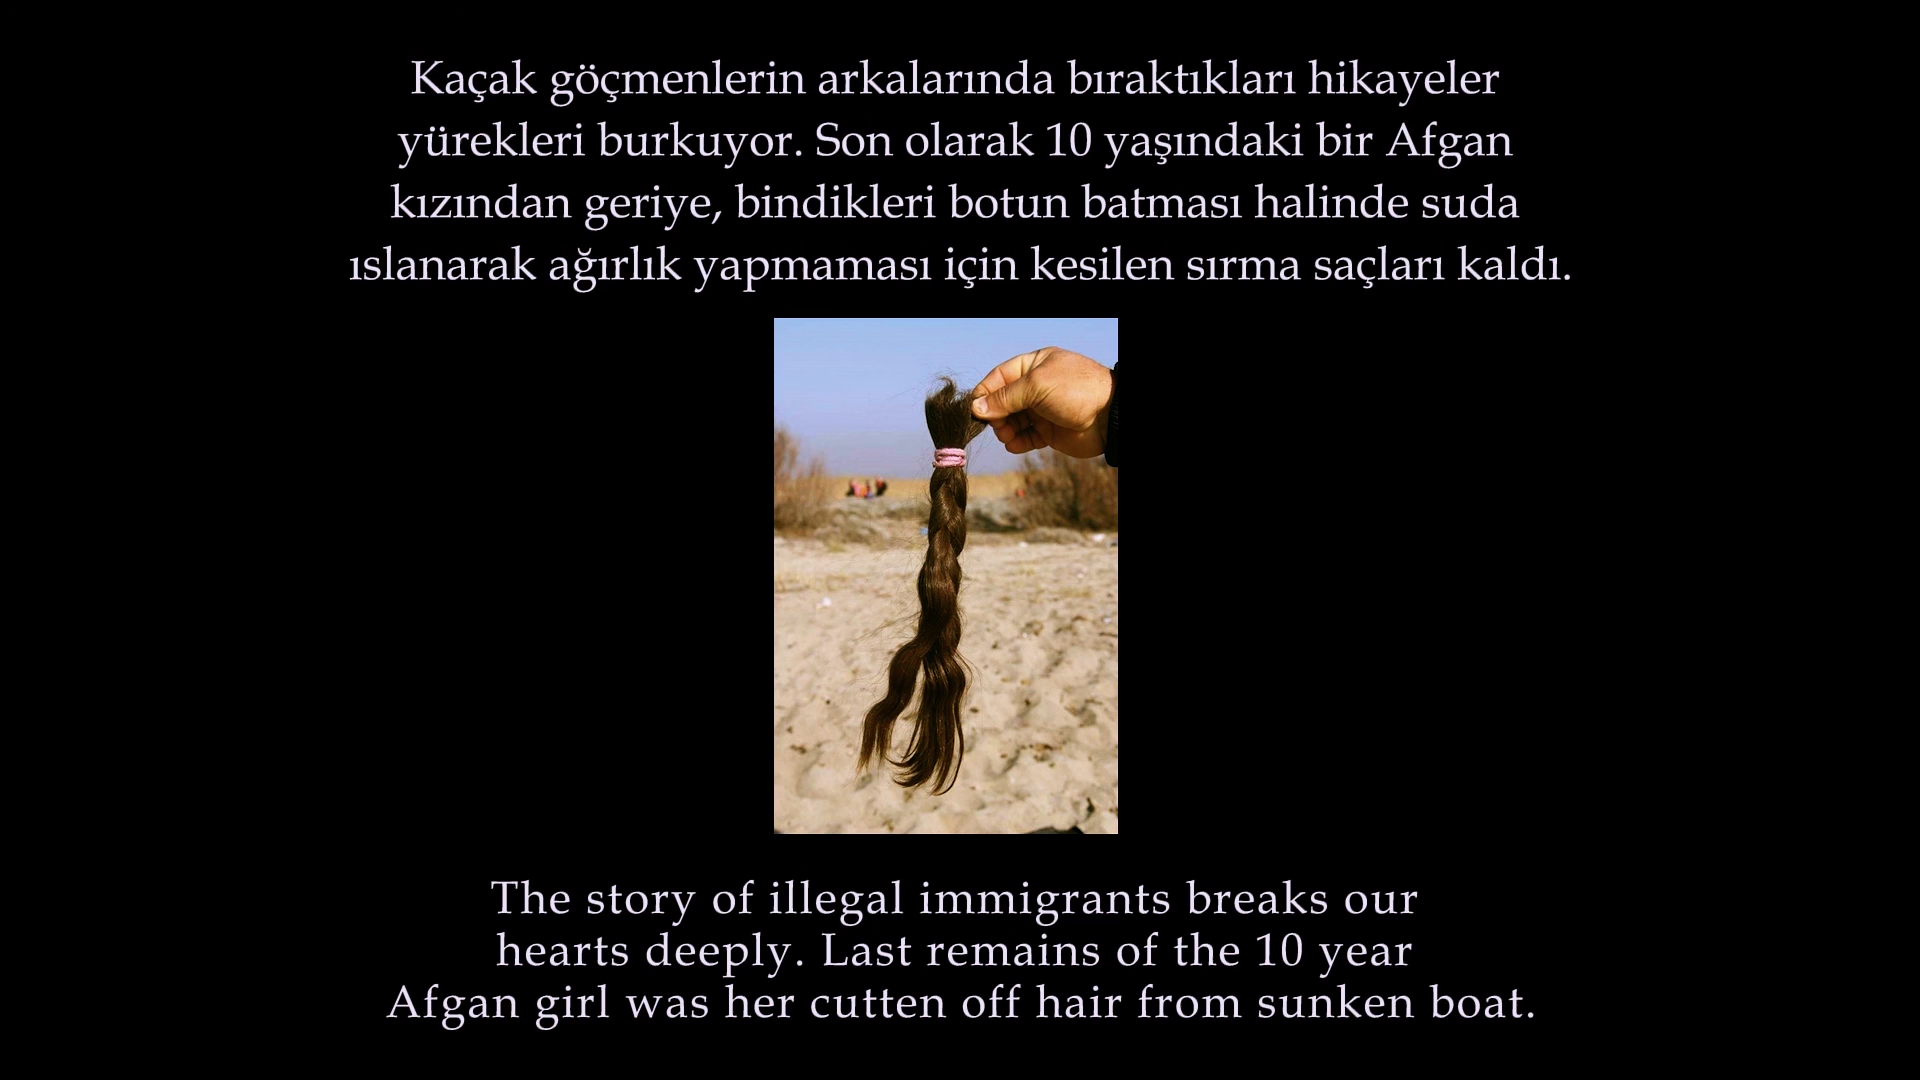 Kaçak göçmenlerin arkalarında bıraktıkları hikayeler
yürekleri burkuyor. Son olarak 10 yaşındaki bir Afgan
kızından geriye, bindikleri botun batması halinde suda
ıslanarak ağırlık yapmaması için kesilen sırma saçları kaldı.
The story of illegal immigrants breaks our
hearts deeply. Last remains of the 10 year
Afgan girl was her cutten off hair from sunken boat.